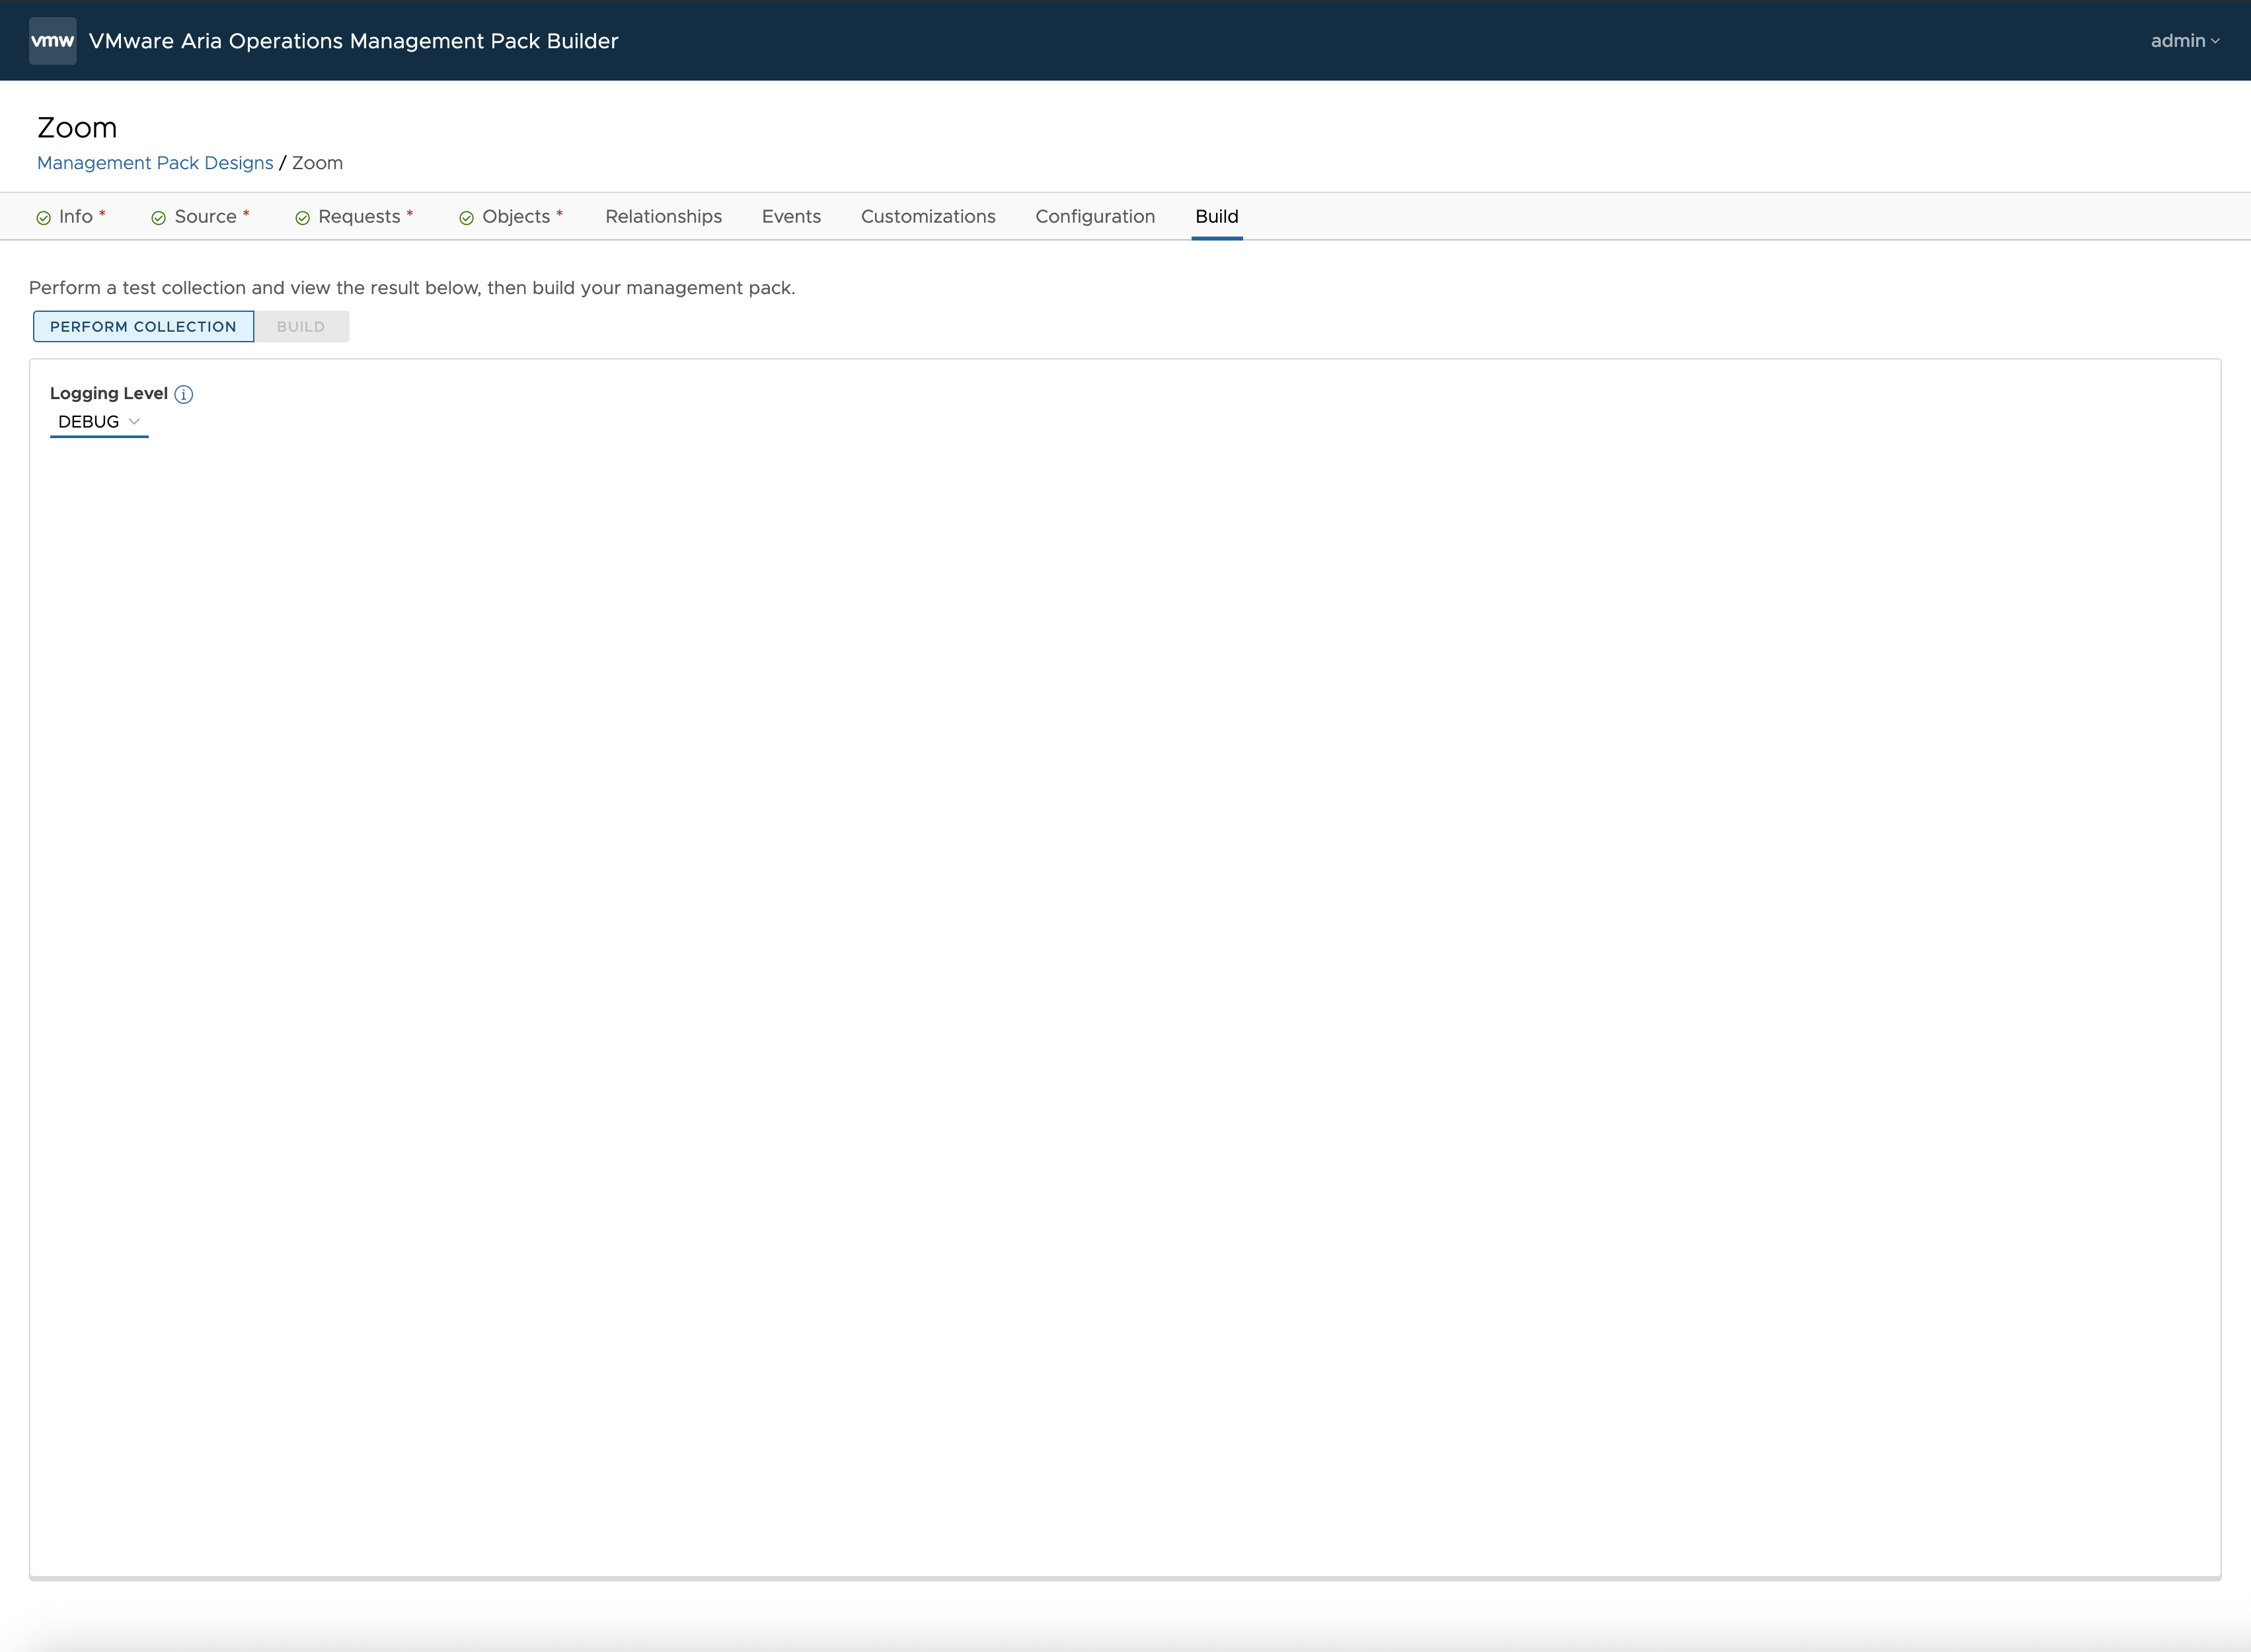 vmw VMware Aria Operations Management Pack Builder admin
Zoom
Management Pack Designs / Zoom
Info * Source * Requests * Objects * Relationships Events Customizations Configuration Build
Perform a test collection and view the result below, then build your management pack.
PERFORM COLLECTION BUILD
Logging Level
DEBUG